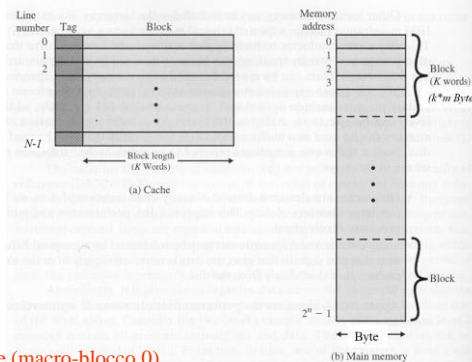 Line number
Tag
Block
0
1
2
N-1
Block length
(K Words)
(a) Cache
Memory address
0
1
2
3
Block
(K words)
(k*m Byte
Block
2ⁿ − 1
Byte
(b) Main memory
(macro-blocco 0)